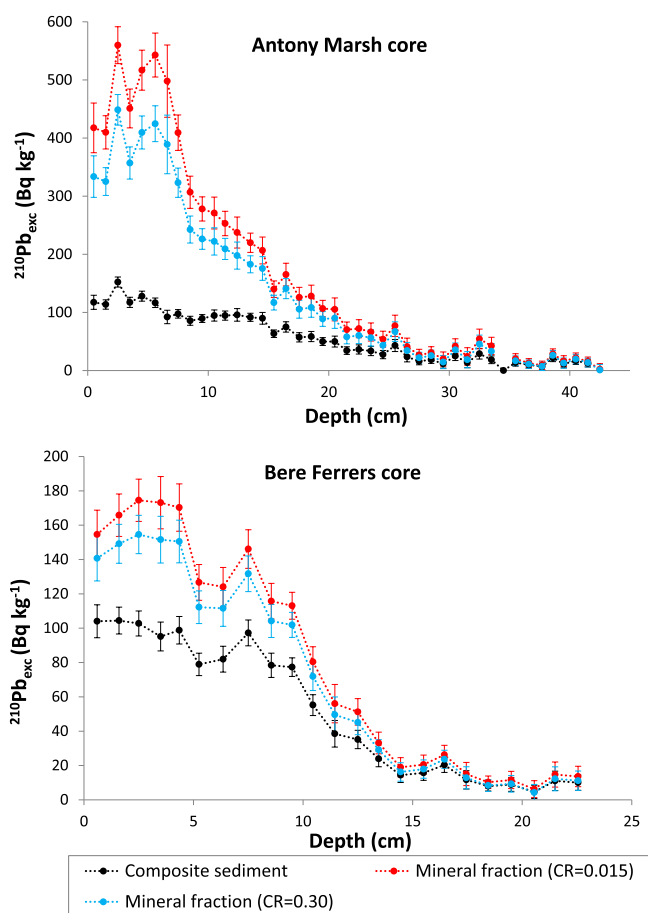 Antony Marsh core
600
500
400
300
200
100
0
²¹⁰Pbexc (Bq kg⁻¹)
0 10 20 30 40
Depth (cm)
Bere Ferrers core
200
180
160
140
120
100
80
60
40
20
0
²¹⁰Pbexc (Bq kg⁻¹)
0 5 10 15 20 25
Depth (cm)
Composite sediment Mineral fraction (CR=0.015)
Mineral fraction (CR=0.30)